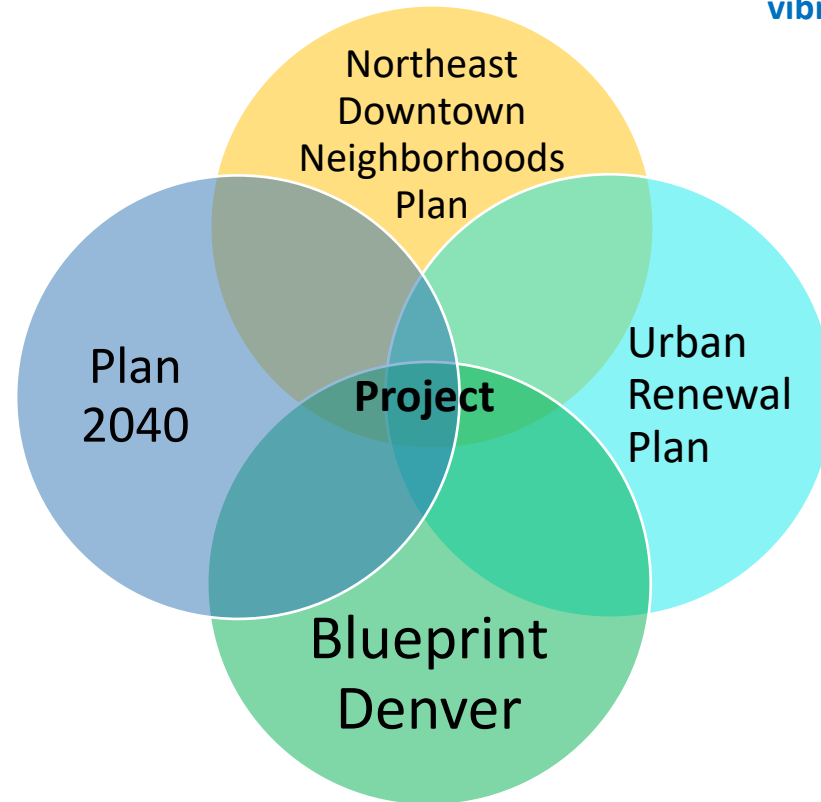 Northeast
Downtown
Neighborhoods
Plan
Plan
2040
Project
Urban
Renewal
Plan
Blueprint
Denver